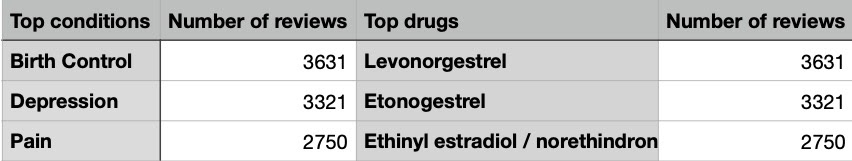 Top conditions Number of reviews Top drugs Number of reviews
Birth Control 3631 Levonorgestrel 3631
Depression 3321 Etonogestrel 3321
Pain 2750 Ethinyl estradiol / norethindron 2750